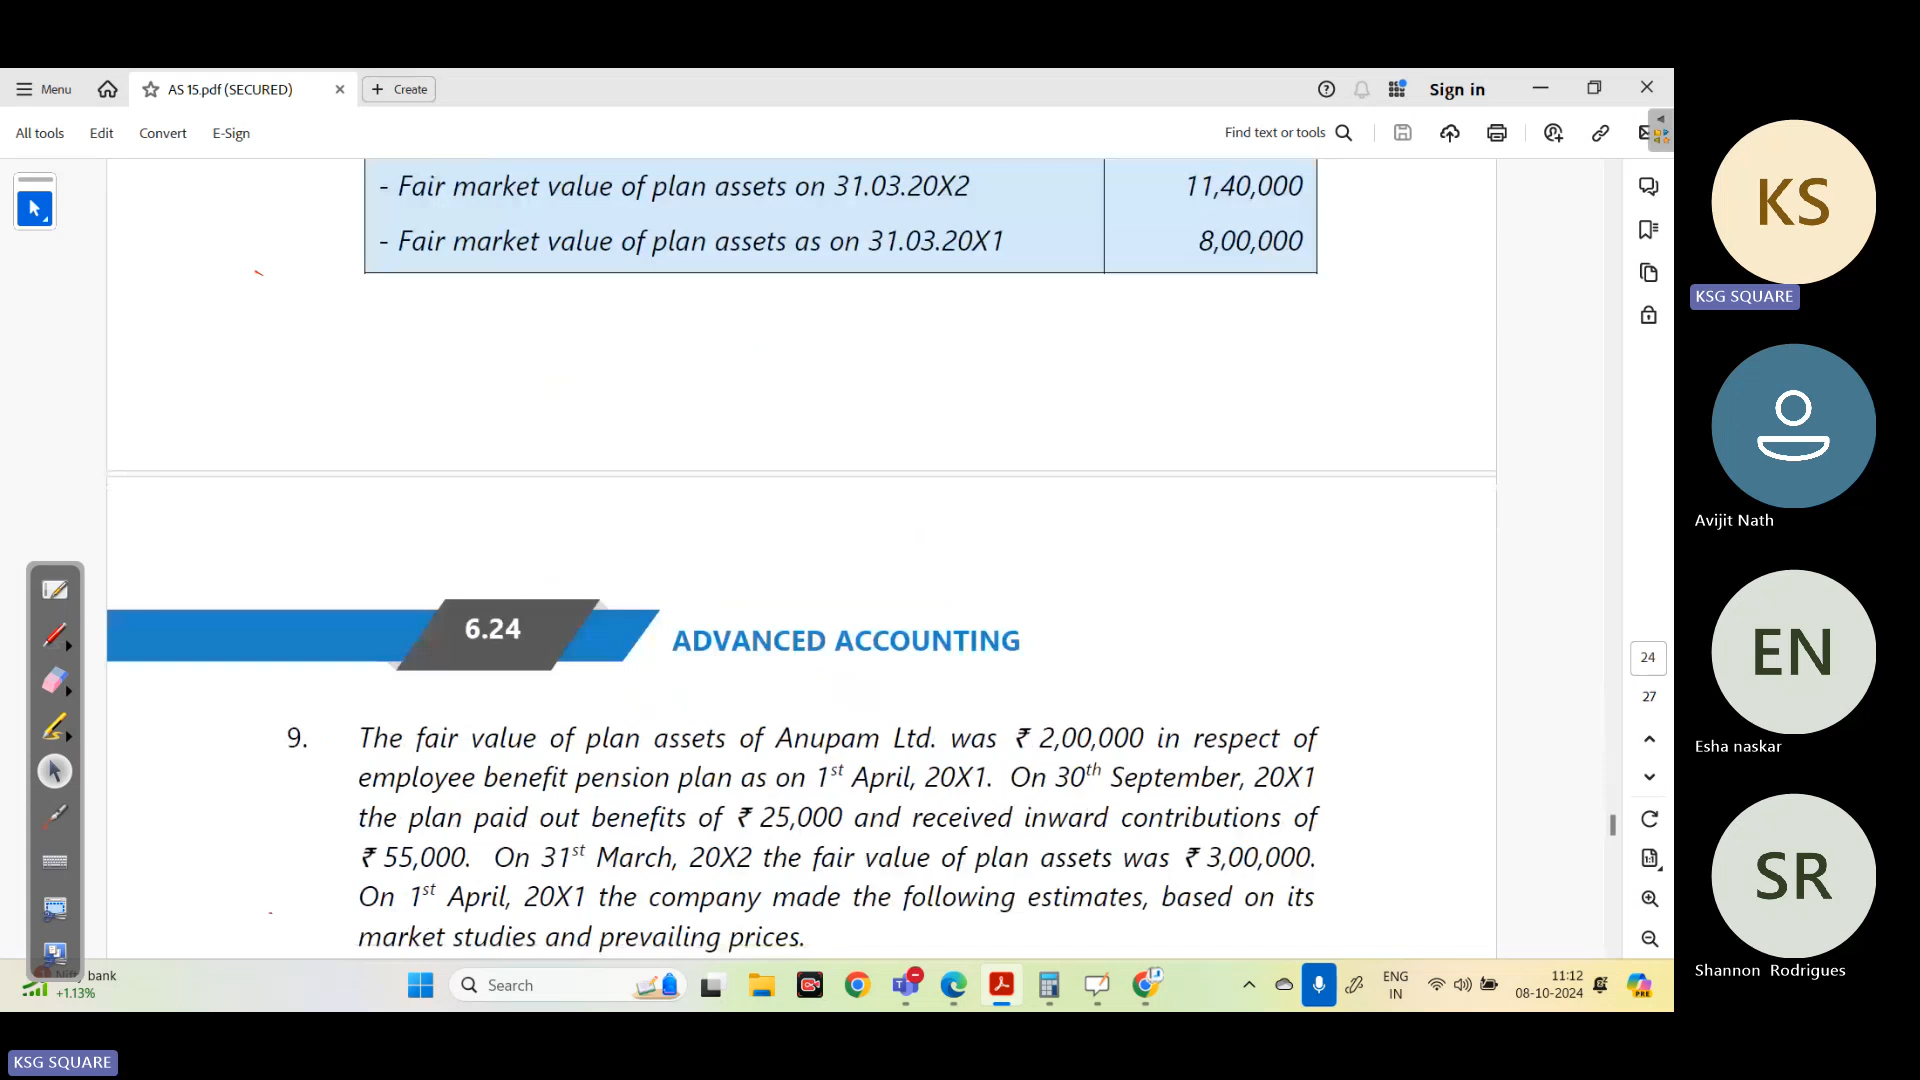 Menu
AS 15.pdf (SECURED)
Create
Sign in
All tools
Edit
Convert
E-Sign
Find text or tools
- Fair market value of plan assets on 31.03.20X2 11,40,000
- Fair market value of plan assets as on 31.03.20X1 8,00,000
6.24
ADVANCED ACCOUNTING
9. The fair value of plan assets of Anupam Ltd. was ₹ 2,00,000 in respect of
employee benefit pension plan as on 1st April, 20X1. On 30th September, 20X1
the plan paid out benefits of ₹ 25,000 and received inward contributions of
₹ 55,000. On 31st March, 20X2 the fair value of plan assets was ₹ 3,00,000.
On 1st April, 20X1 the company made the following estimates, based on its
market studies and prevailing prices.
24
27
KS
KSG SQUARE
Avijit Nath
EN
Esha naskar
SR
Shannon Rodrigues
bank
+1.13%
Search
ENG
IN
11:12
08-10-2024
PRE
KSG SQUARE